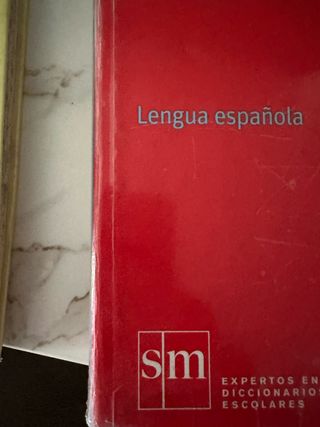 Lengua española
sm
EXPERTOS EN
DICCIONARIOS
ESCOLARES